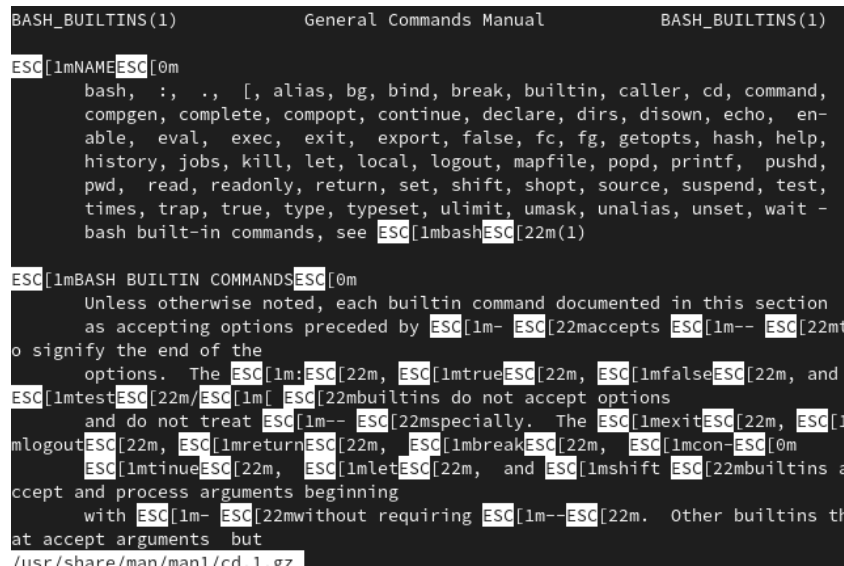 BASH_BUILTINS(1) General Commands Manual BASH_BUILTINS(1)
ESC[1mNAMEESC[0m
bash, :, ., [, alias, bg, bind, break, builtin, caller, cd, command,
compgen, complete, compopt, continue, declare, dirs, disown, echo, en-
able, eval, exec, exit, export, false, fc, fg, getopts, hash, help,
history, jobs, kill, let, local, logout, mapfile, popd, printf, pushd,
pwd, read, readonly, return, set, shift, shopt, source, suspend, test,
times, trap, true, type, typeset, ulimit, umask, unalias, unset, wait -
bash built-in commands, see ESC[1mbashESC[22m(1)
ESC[1mBASH BUILTIN COMMANDSESC[0m
Unless otherwise noted, each builtin command documented in this section
as accepting options preceded by ESC[1m- ESC[22maccepts ESC[1m-- ESC[22mt
o signify the end of the
options. The ESC[1m:ESC[22m, ESC[1mtrueESC[22m, ESC[1mfalseESC[22m, and
ESC[1mtestESC[22m/ESC[1m[ ESC[22mbuiltins do not accept options
and do not treat ESC[1m-- ESC[22mspecially. The ESC[1mexitESC[22m, ESC[1
mlogoutESC[22m, ESC[1mreturnESC[22m, ESC[1mbreakESC[22m, ESC[1mcon-ESC[0m
ESC[1mtinueESC[22m, ESC[1mletESC[22m, and ESC[1mshift ESC[22mbuiltins a
ccept and process arguments beginning
with ESC[1m- ESC[22mwithout requiring ESC[1m--ESC[22m. Other builtins th
at accept arguments but
/usr/share/man/man1/cd.1.gz